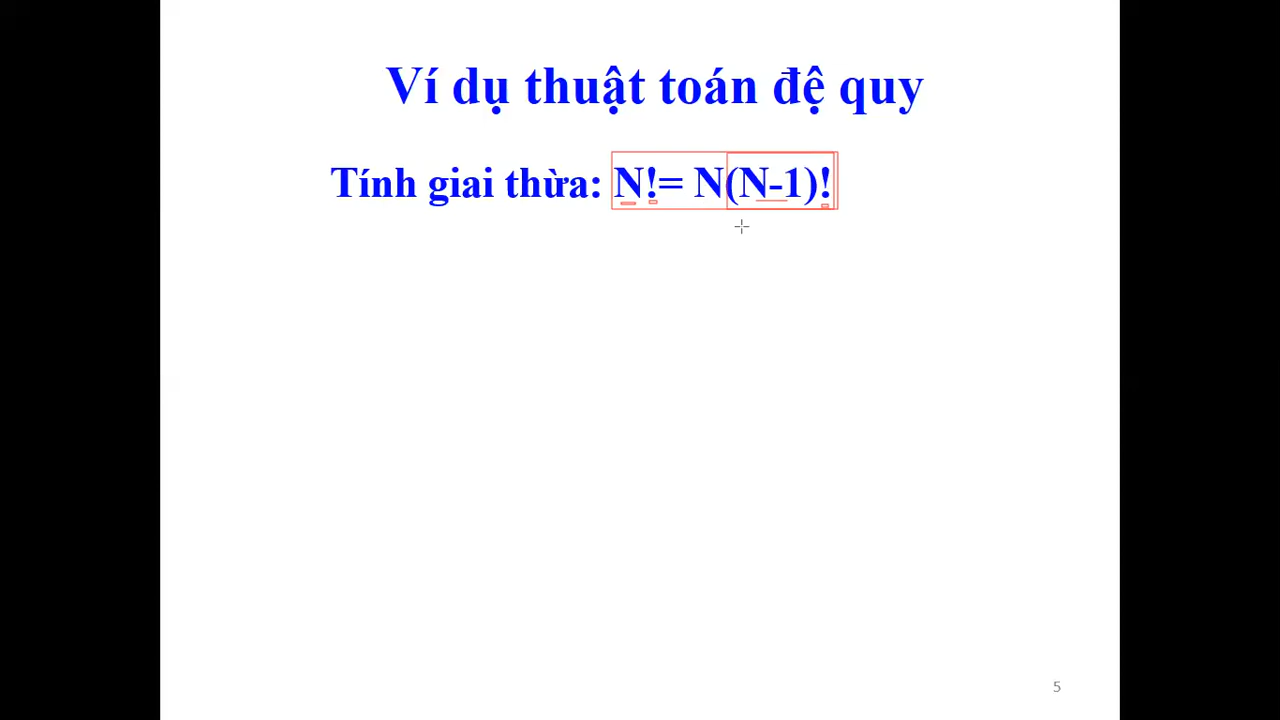 Ví dụ thuật toán đệ quy
Tính giai thừa: N!= N(N-1)!
5